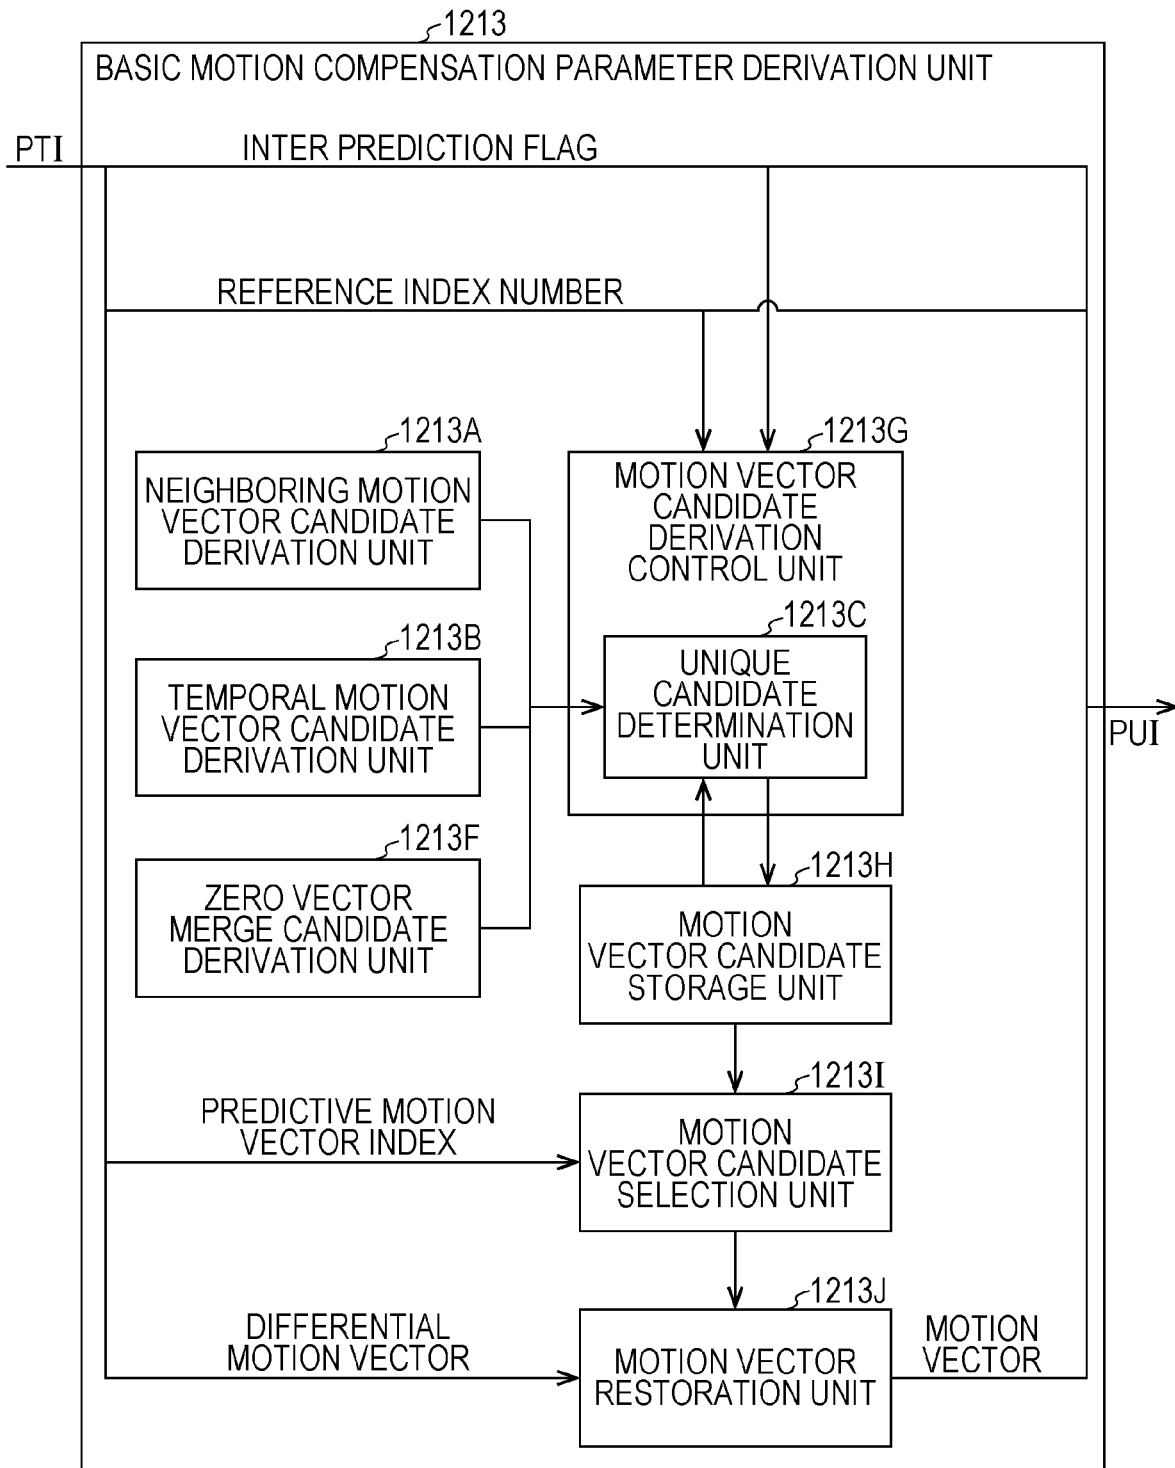 1213
BASIC MOTION COMPENSATION PARAMETER DERIVATION UNIT
PTI
INTER PREDICTION FLAG
REFERENCE INDEX NUMBER
1213A
NEIGHBORING MOTION
VECTOR CANDIDATE
DERIVATION UNIT
1213G
MOTION VECTOR
CANDIDATE
DERIVATION
CONTROL UNIT
1213C
UNIQUE
CANDIDATE
DETERMINATION
UNIT
1213B
TEMPORAL MOTION
VECTOR CANDIDATE
DERIVATION UNIT
PUI
1213F
ZERO VECTOR
MERGE CANDIDATE
DERIVATION UNIT
1213H
MOTION
VECTOR CANDIDATE
STORAGE UNIT
PREDICTIVE MOTION
VECTOR INDEX
1213I
MOTION
VECTOR CANDIDATE
SELECTION UNIT
DIFFERENTIAL
MOTION VECTOR
1213J
MOTION VECTOR
RESTORATION UNIT
MOTION
VECTOR